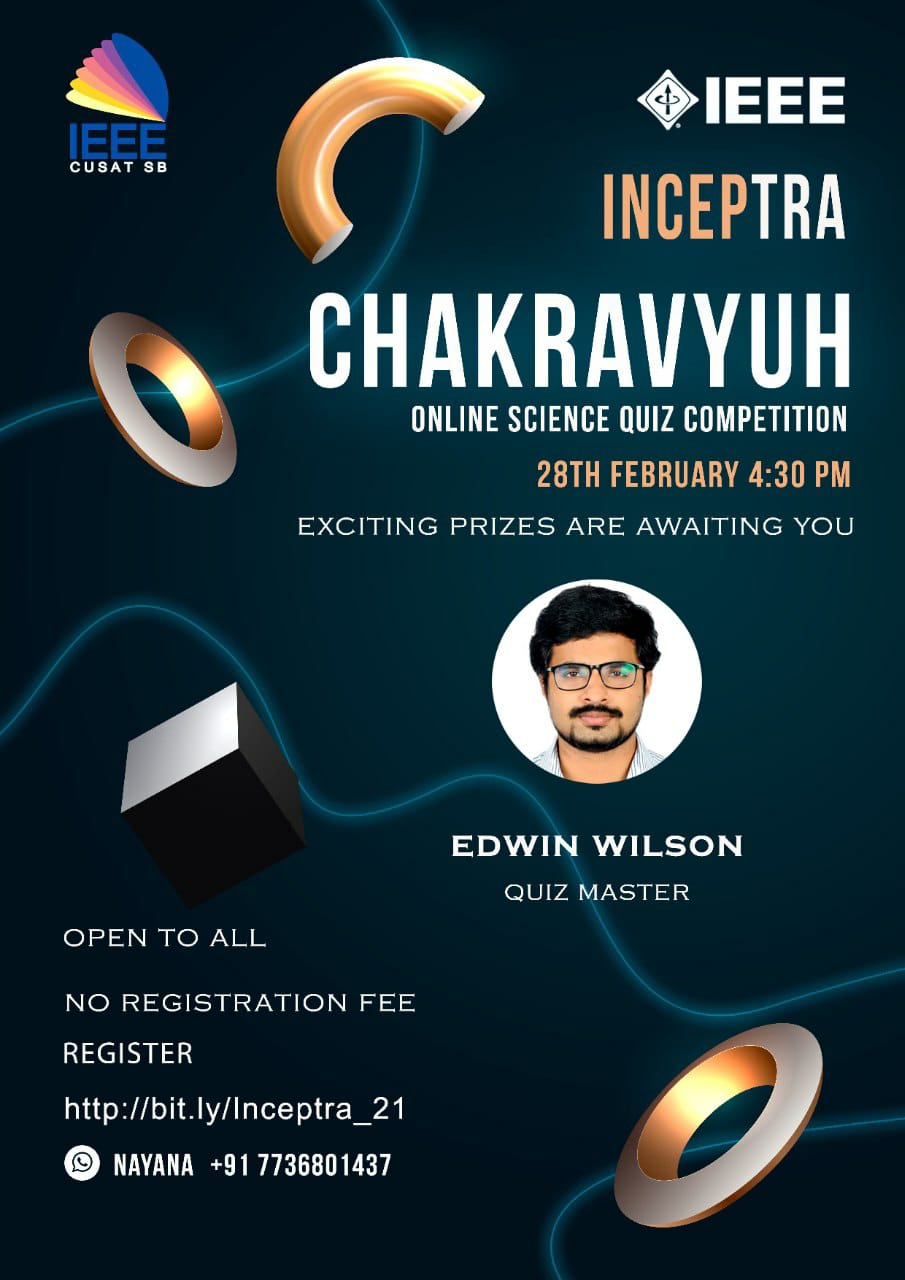 IEEE
CUSAT SB
IEEE
INCEPTRA
CHAKRAVYUH
ONLINE SCIENCE QUIZ COMPETITION
28TH FEBRUARY 4:30 PM
EXCITING PRIZES ARE AWAITING YOU
EDWIN WILSON
QUIZ MASTER
OPEN TO ALL
NO REGISTRATION FEE
REGISTER
http://bit.ly/Inceptra_21
NAYANA +91 7736801437